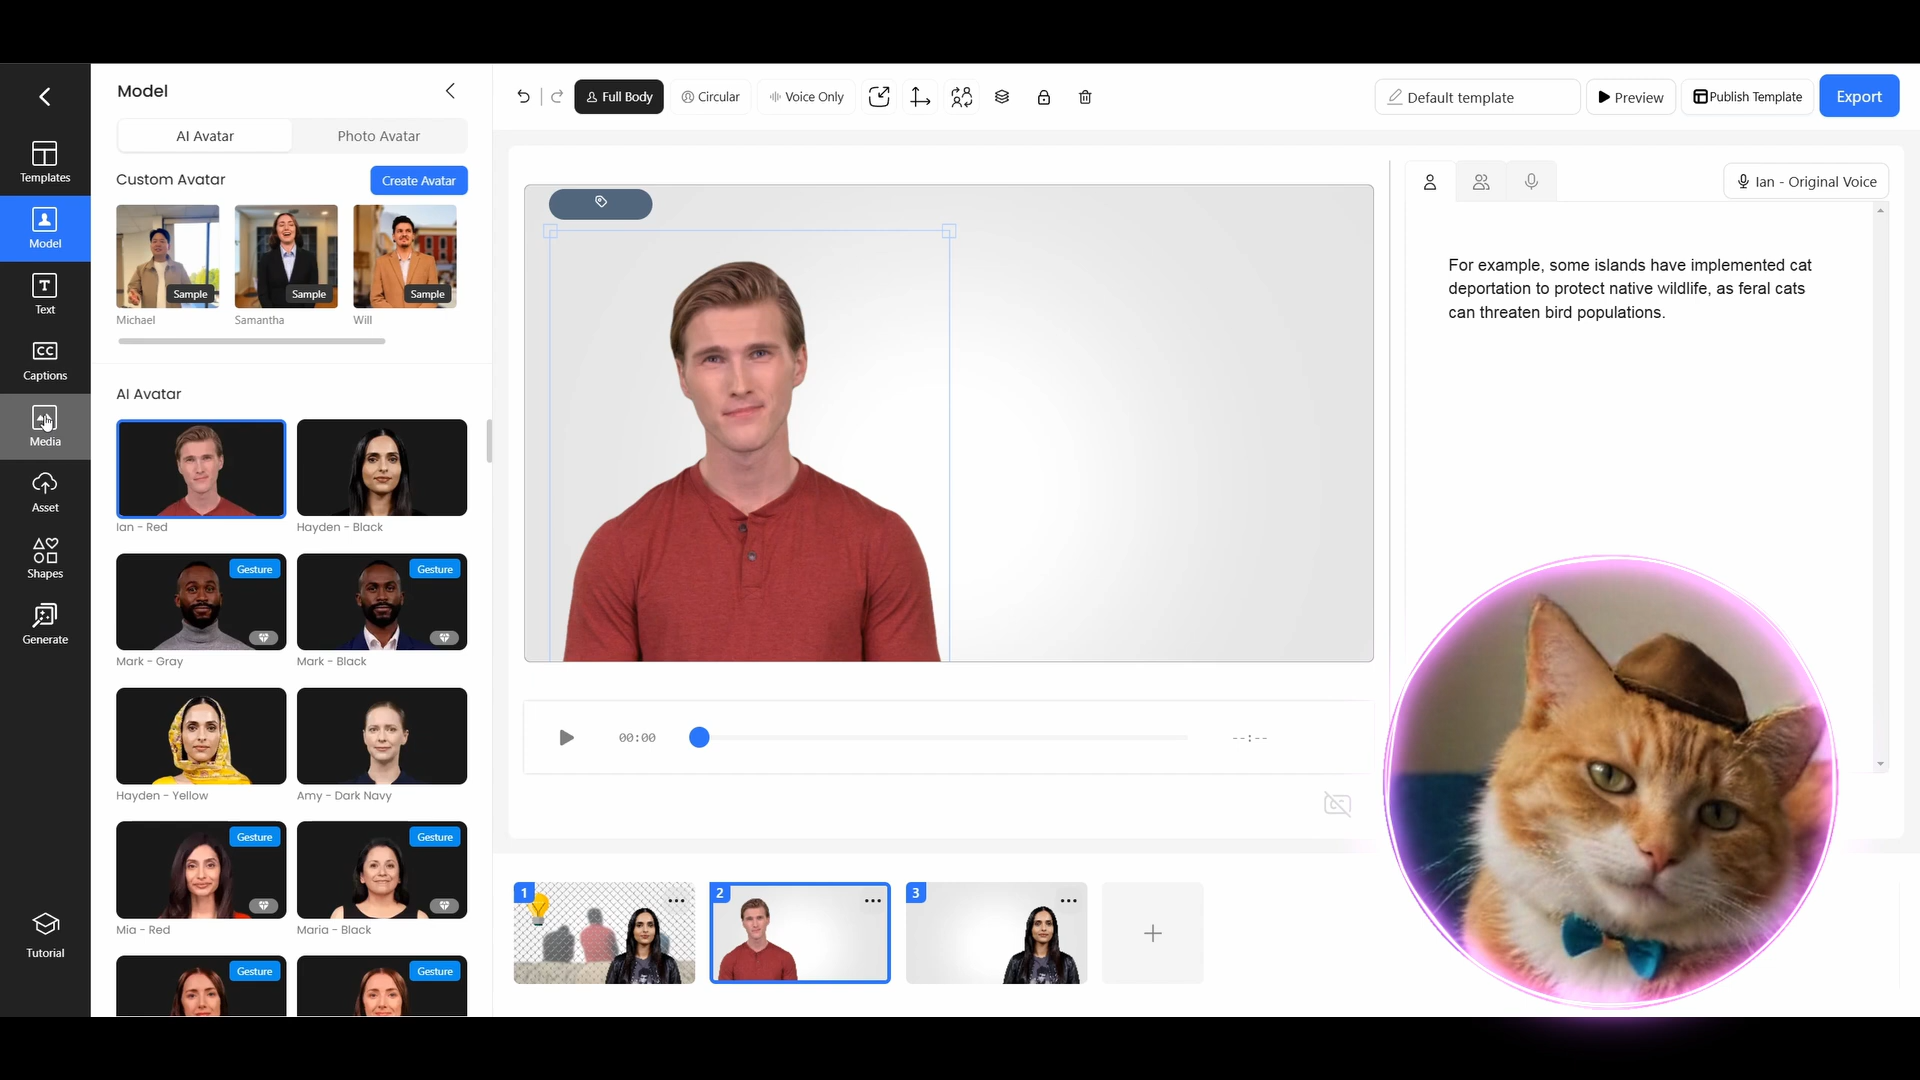 Model
Full Body
Circular
Voice Only
Default template
Preview
Publish Template
Export
AI Avatar
Photo Avatar
Templates
Custom Avatar
Create Avatar
Ian - Original Voice
Model
Sample
Sample
Sample
Michael
Samantha
Will
For example, some islands have implemented cat
deportation to protect native wildlife, as feral cats
can threaten bird populations.
Text
CC
Captions
AI Avatar
Media
Asset
Ian - Red
Hayden - Black
Shapes
Gesture
Gesture
Generate
Mark - Gray
Mark - Black
00:00
--:--
Hayden - Yellow
Amy - Dark Navy
Gesture
Gesture
1
2
3
Mia - Red
Maria - Black
Tutorial
Gesture
Gesture